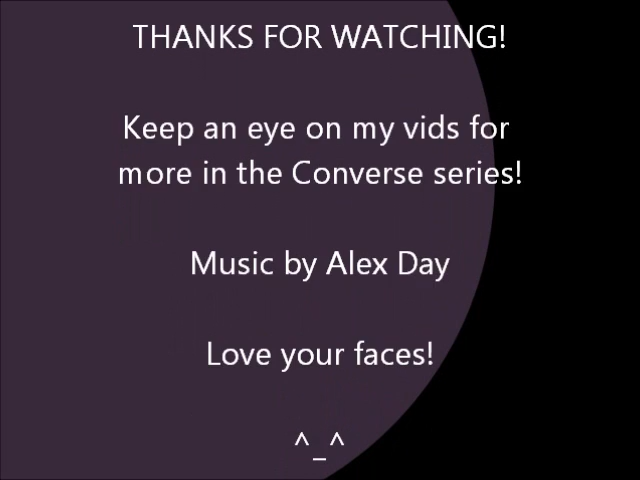 THANKS FOR WATCHING!
Keep an eye on my vids for
more in the Converse series!
Music by Alex Day
Love your faces!
^_^